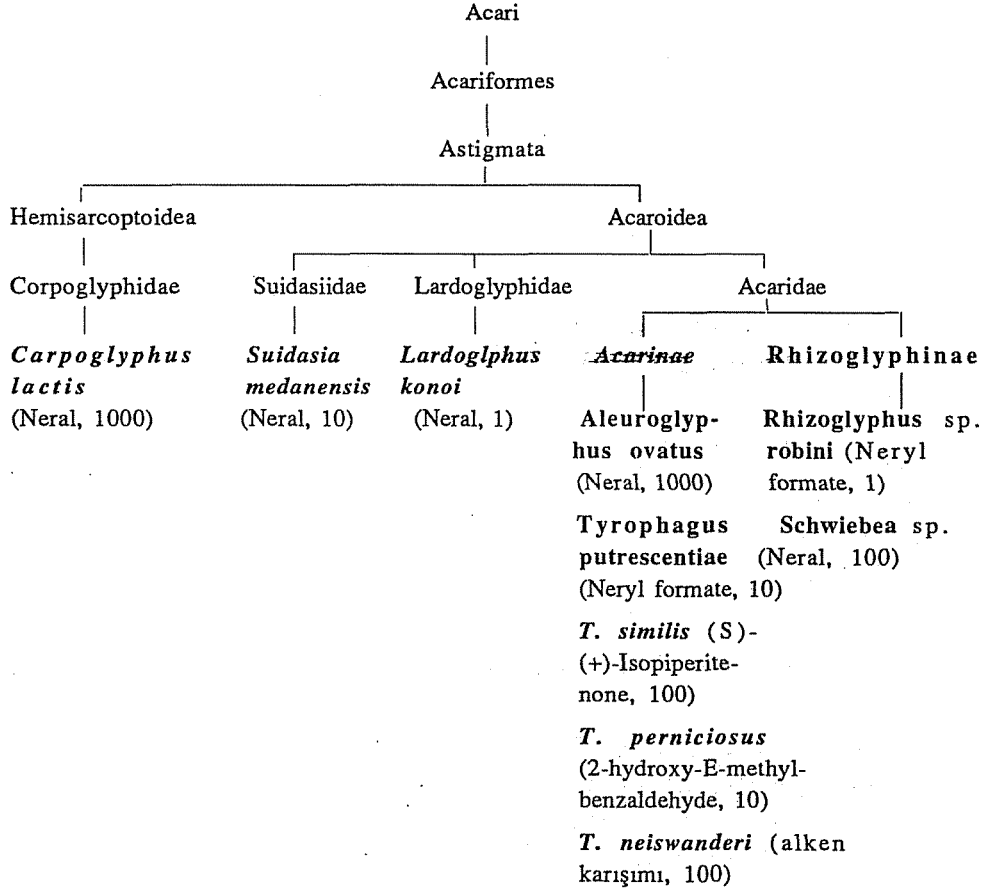 Acari
Acariformes
Astigmata
Hemisarcoptoidea
Acaroidea
Corpoglyphidae
Suidasiidae
Lardoglyphidae
Acaridae
Carpoglyphus
lactis
(Neral, 1000)
Suidasia
medanensis
(Neral, 10)
Lardoglphus
konoi
(Neral, 1)
Acarinae
Aleuroglyp-
hus ovatus
(Neral, 1000)
Tyrophagus
putrescentiae
(Neryl formate, 10)
T. similis (S)-
(+)-Isopiperite-
none, 100)
T. perniciosus
(2-hydroxy-E-methyl-
benzaldehyde, 10)
T. neiswanderi (alken
karışımı, 100)
Rhizoglyphinae
Rhizoglyphus sp.
robini (Neryl
formate, 1)
Schwiebea sp.
(Neral, 100)